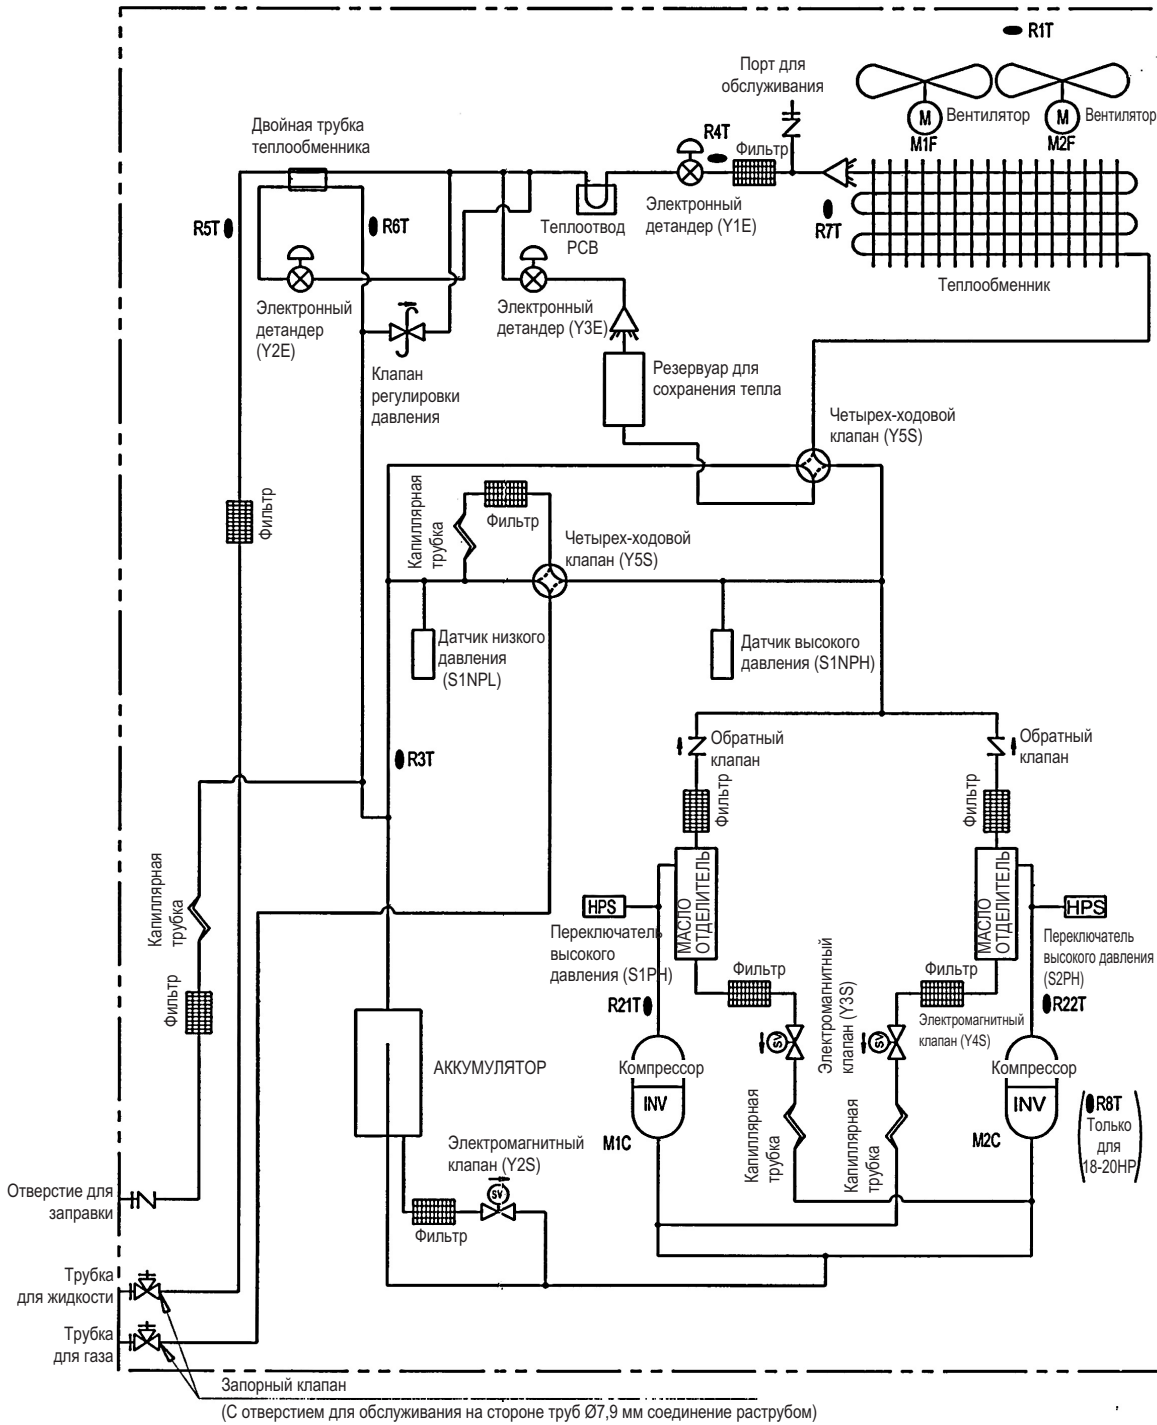 R1T
Порт для
обслуживания
M
Вентилятор
M
Вентилятор
M1F
M2F
Двойная трубка
теплообменника
R4T
Фильтр
R5T
R6T
Теплоотвод
PCB
Электронный
детандер (Y1E)
R7T
Теплообменник
Электронный
детандер
(Y2E)
Электронный
детандер (Y3E)
Клапан
регулировки
давления
Резервуар для
сохранения тепла
Четырех-ходовой
клапан (Y5S)
Фильтр
Капиллярная
трубка
Фильтр
Четырех-ходовой
клапан (Y5S)
Датчик низкого
давления
(S1NPL)
Датчик высокого
давления (S1NPH)
R3T
Обратный
клапан
Обратный
клапан
Фильтр
Фильтр
МАСЛО
ОТДЕЛИТЕЛЬ
МАСЛО
ОТДЕЛИТЕЛЬ
Капиллярная
трубка
Фильтр
HPS
Переключатель
высокого
давления (S1PH)
HPS
Переключатель
высокого давления
(S2PH)
Фильтр
Фильтр
R21T
R22T
SV
Электромагнитный
клапан (Y3S)
SV
Электромагнитный
клапан (Y4S)
АККУМУЛЯТОР
Компрессор
INV
M1C
Компрессор
INV
M2C
R8T
Только
для
18-20HP
Капиллярная
трубка
Капиллярная
трубка
Электромагнитный
клапан (Y2S)
SV
Фильтр
Отверстие для
заправки
Трубка
для жидкости
Трубка
для газа
Запорный клапан
(С отверстием для обслуживания на стороне труб Ø7,9 мм соединение раструбом)